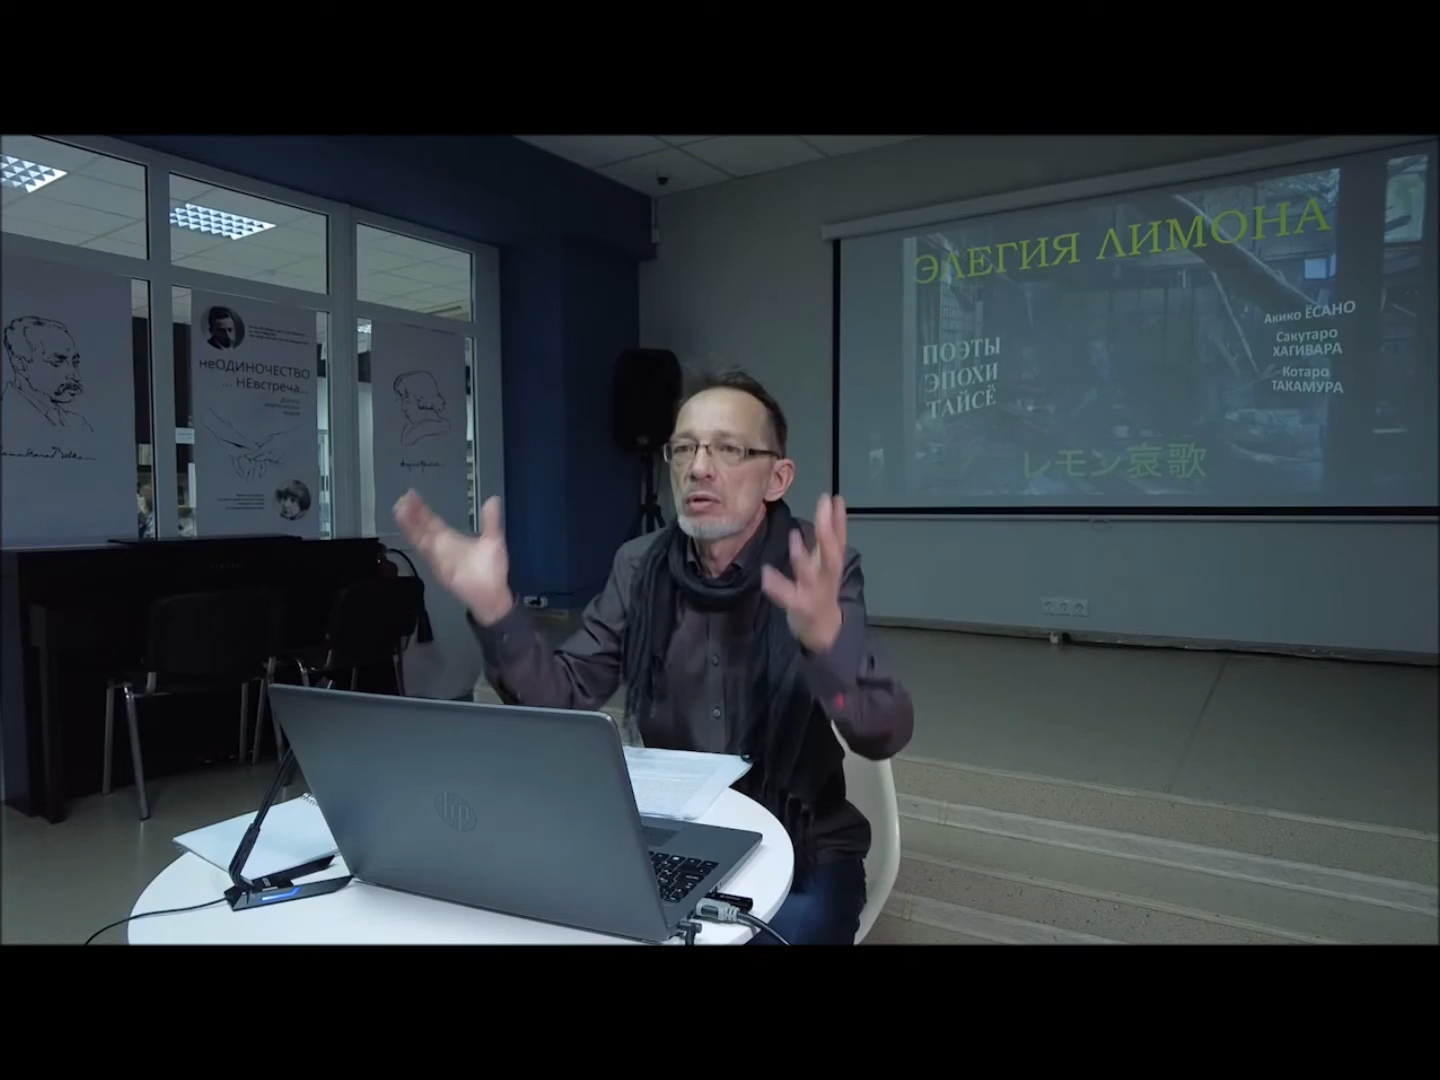 ЭЛЕГИЯ ЛИМОНА
ПОЭТЫ
ЭПОХИ
ТАЙСЁ
Акико ЁСАНО
Сакутаро
ХАГИВАРА
Котаро
ТАКАМУРА
レモン哀歌
неОДИНОЧЕСТВО
... НЕвстреча...
hp